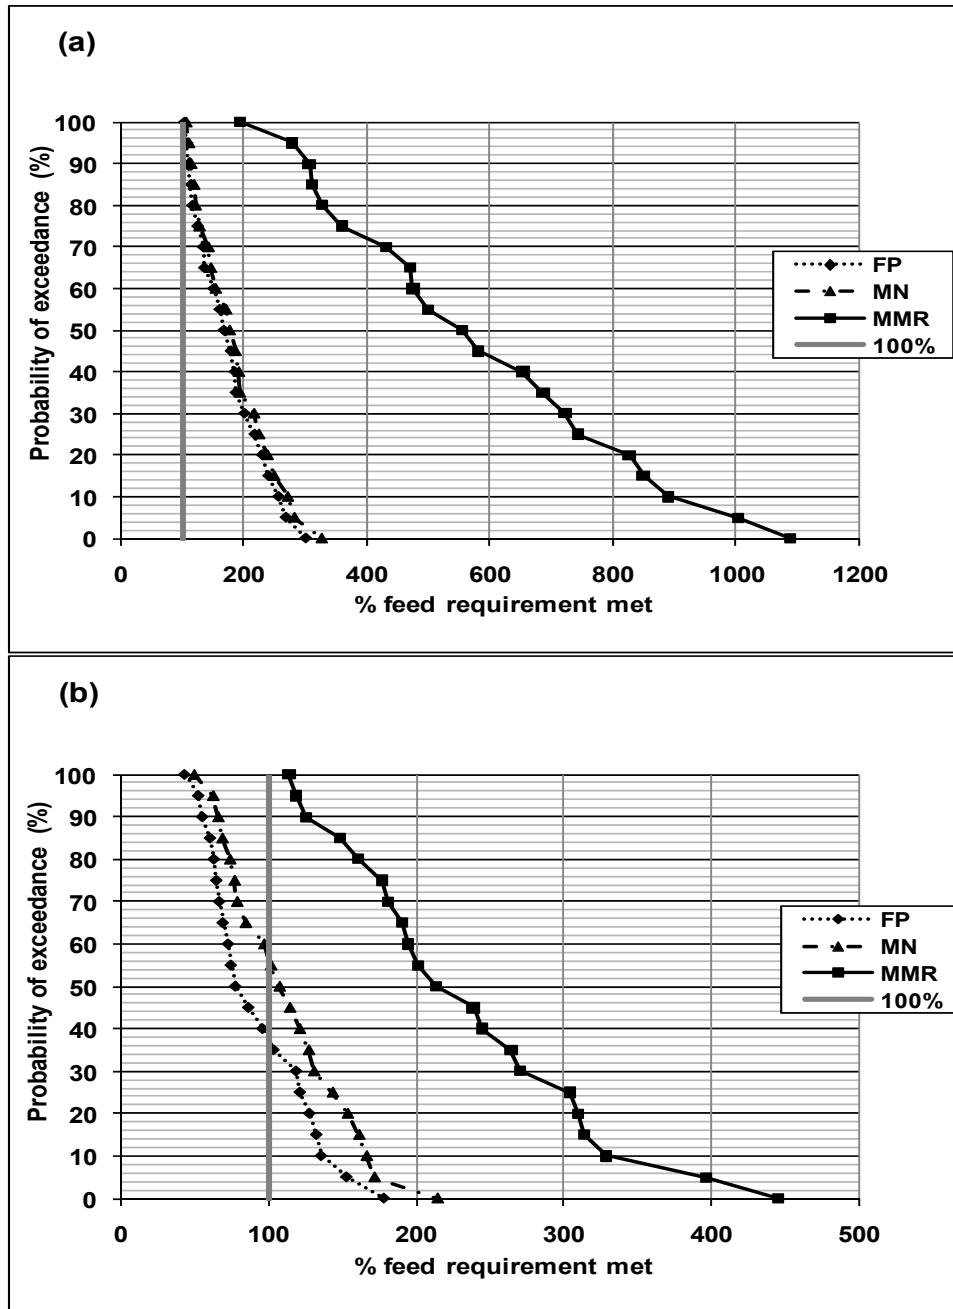 (a)
Probability of exceedance (%)
100
90
80
70
60
50
40
30
20
10
0
0 200 400 600 800 1000 1200
% feed requirement met
FP
MN
MMR
100%
(b)
Probability of exceedance (%)
100
90
80
70
60
50
40
30
20
10
0
0 100 200 300 400 500
% feed requirement met
FP
MN
MMR
100%